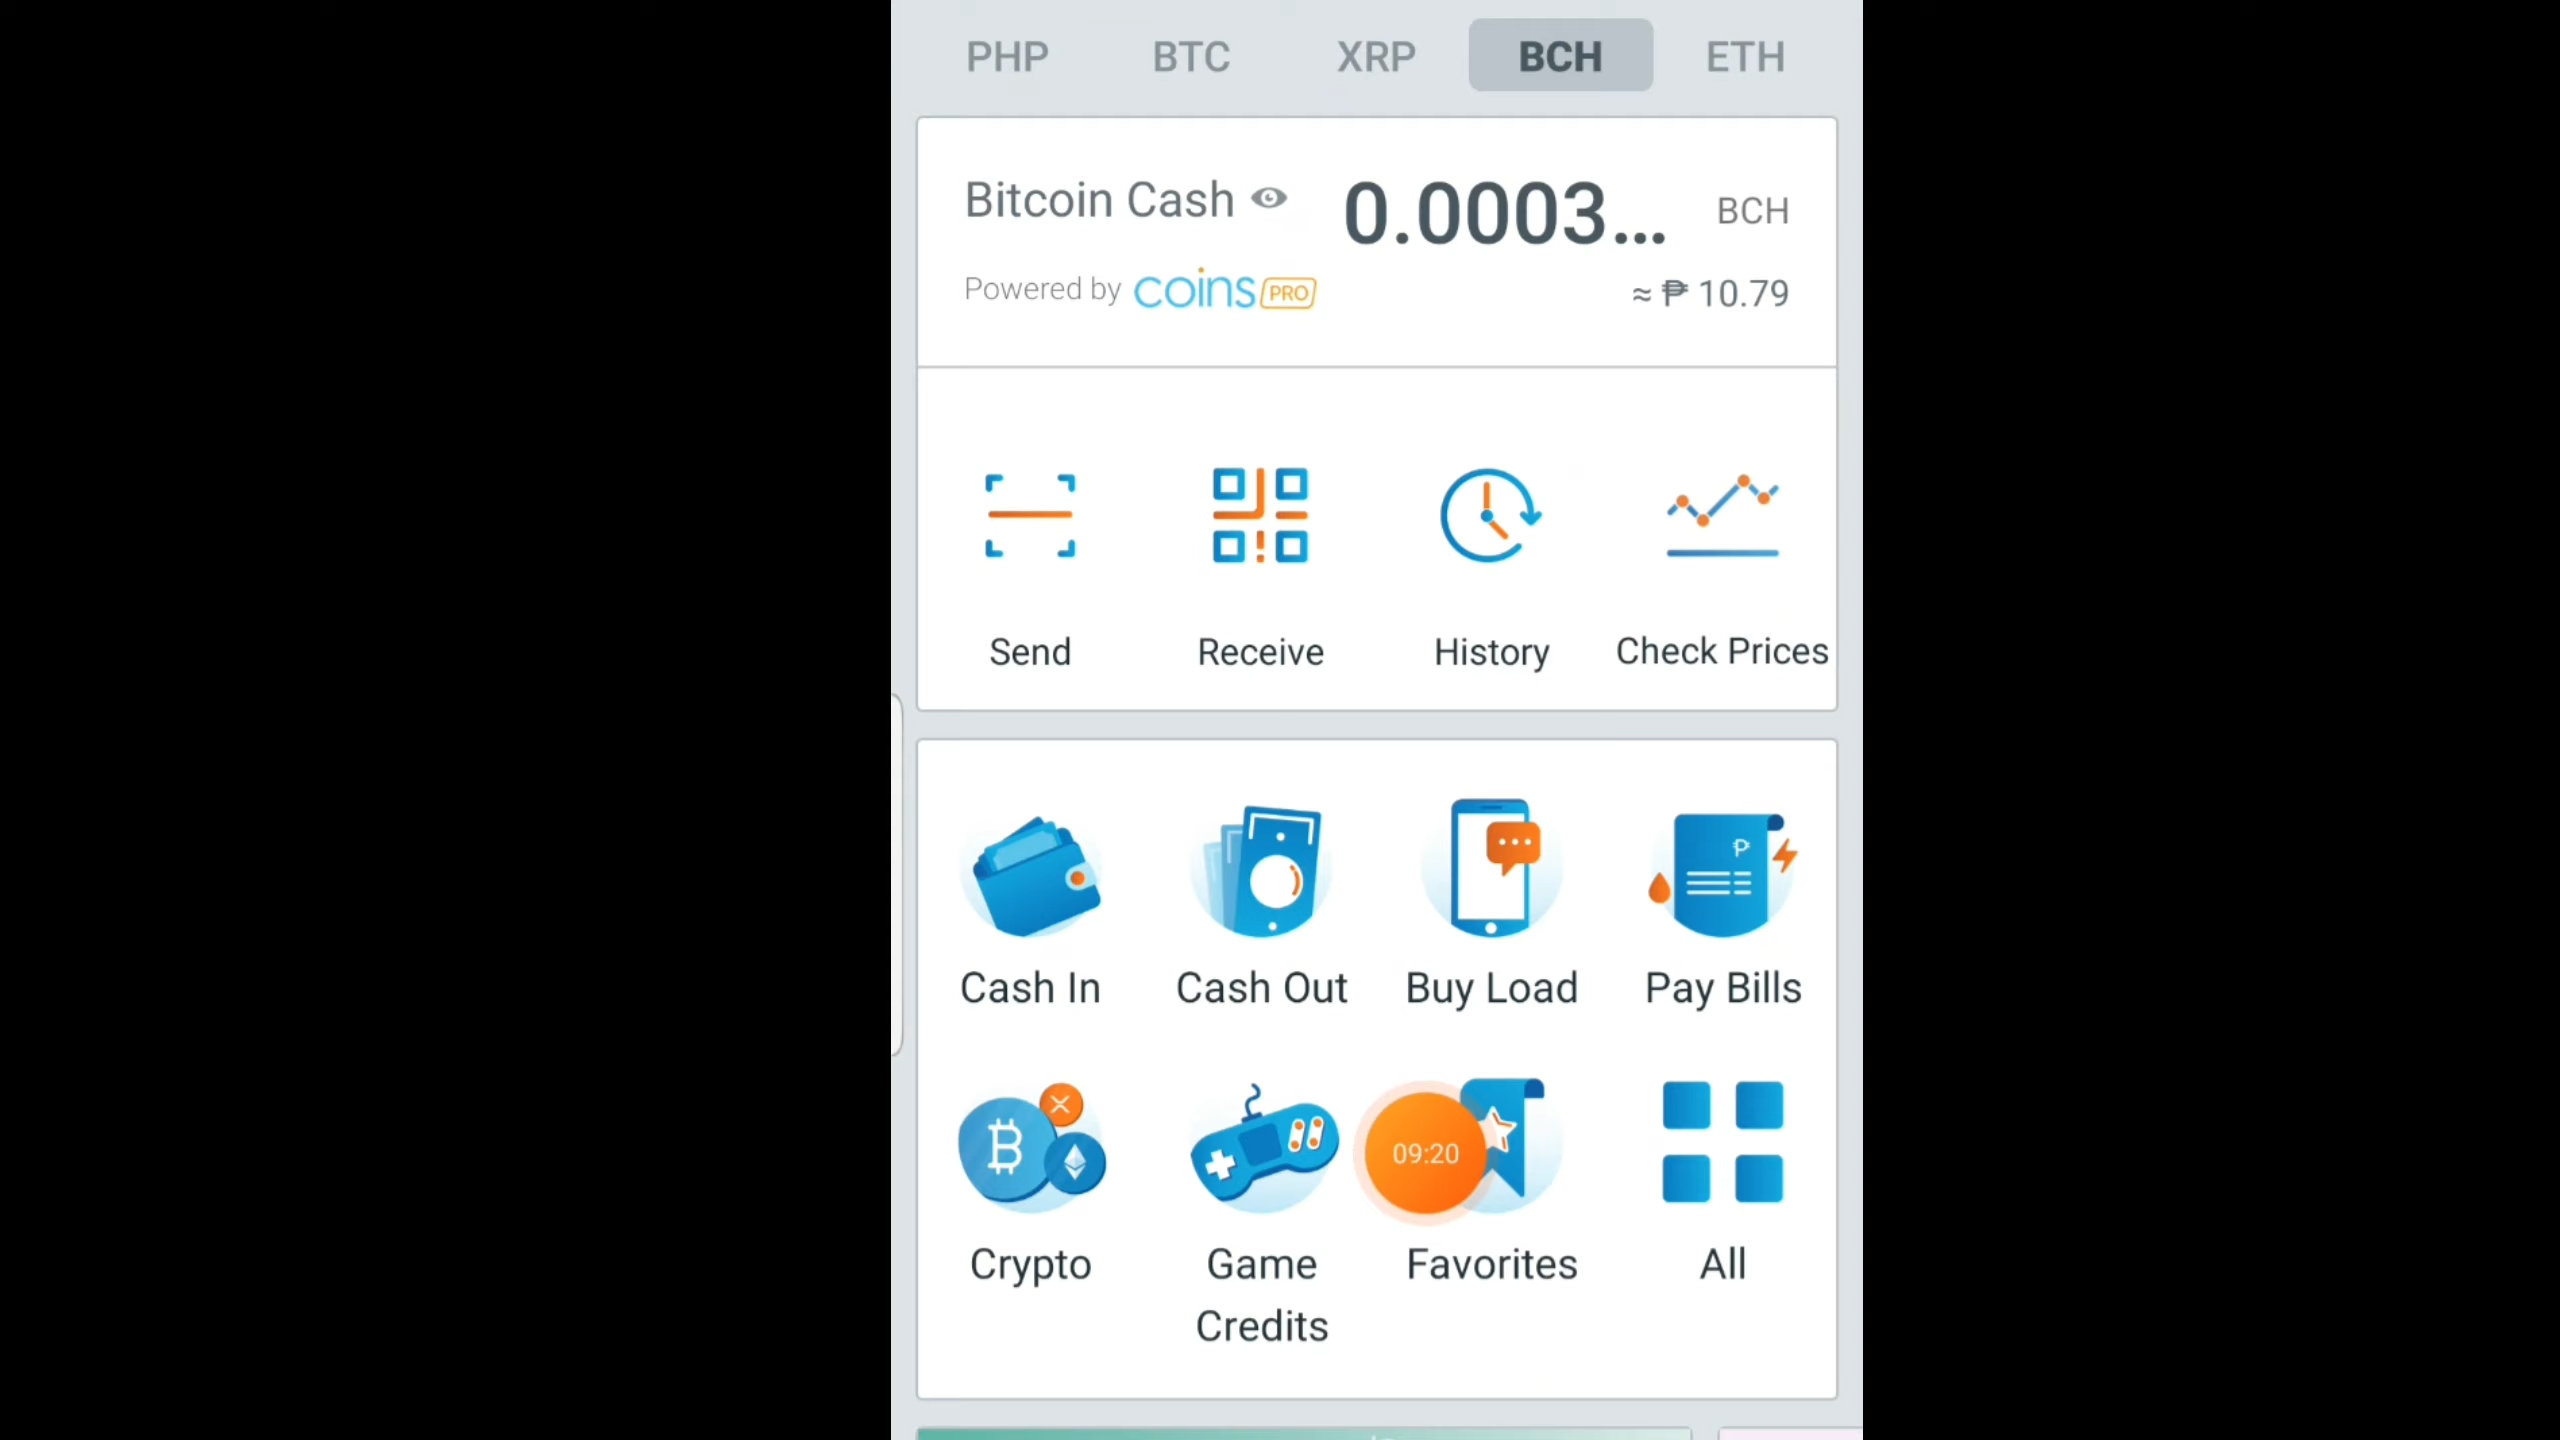 PHP BTC XRP BCH ETH
Bitcoin Cash 0.0003... BCH
Powered by coins PRO ≈ ₱ 10.79
Send Receive History Check Prices
Cash In Cash Out Buy Load Pay Bills
09:20
Crypto Game Favorites All
Credits